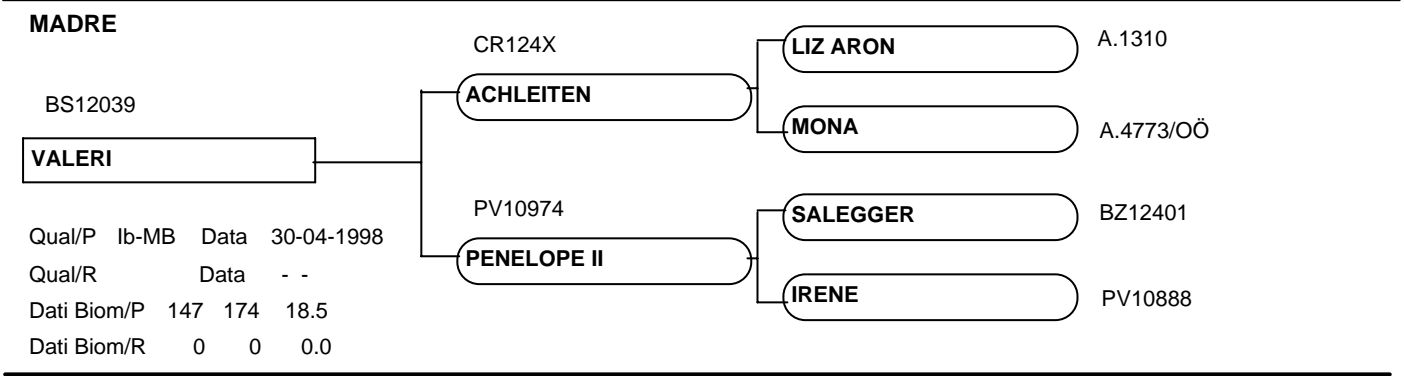 MADRE
BS12039
VALERI
Qual/P Ib-MB Data 30-04-1998
Qual/R Data - -
Dati Biom/P 147 174 18.5
Dati Biom/R 0 0 0.0
CR124X
ACHLEITEN
PV10974
PENELOPE II
LIZ ARON A.1310
MONA A.4773/OÖ
SALEGGER BZ12401
IRENE PV10888